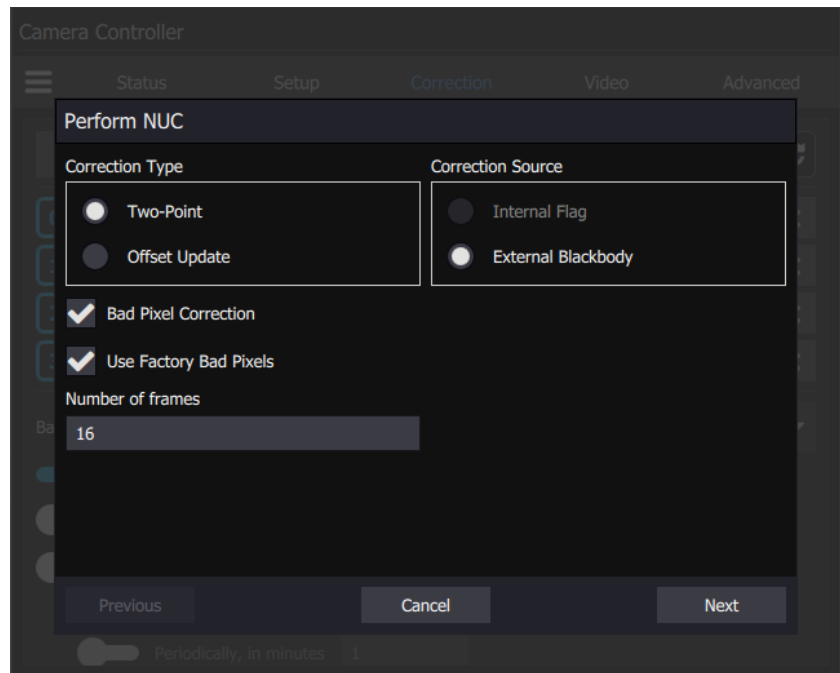 Camera Controller
Status Setup Correction Video Advanced
Perform NUC
Correction Type Correction Source
Two-Point Internal Flag
Offset Update External Blackbody
Bad Pixel Correction
Use Factory Bad Pixels
Number of frames
Ba
16
Previous Cancel Next
Periodically, in minutes 1